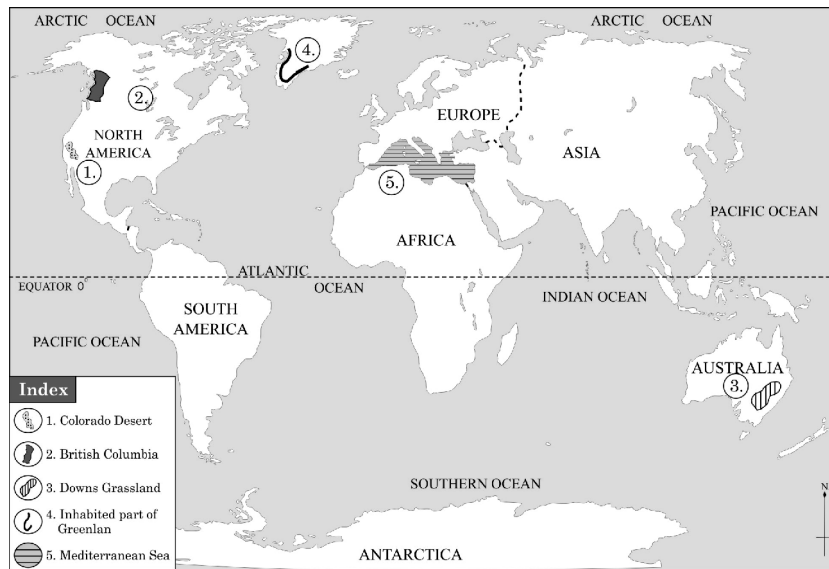 ARCTIC OCEAN
ARCTIC OCEAN
4.
2.
EUROPE
NORTH
AMERICA
ASIA
1.
5.
PACIFIC OCEAN
AFRICA
ATLANTIC
OCEAN
EQUATOR 0
INDIAN OCEAN
SOUTH
AMERICA
PACIFIC OCEAN
AUSTRALIA
3.
Index
1. Colorado Desert
2. British Columbia
3. Downs Grassland
4. Inhabited part of
Greenlan
5. Mediterranean Sea
SOUTHERN OCEAN
N
ANTARCTICA